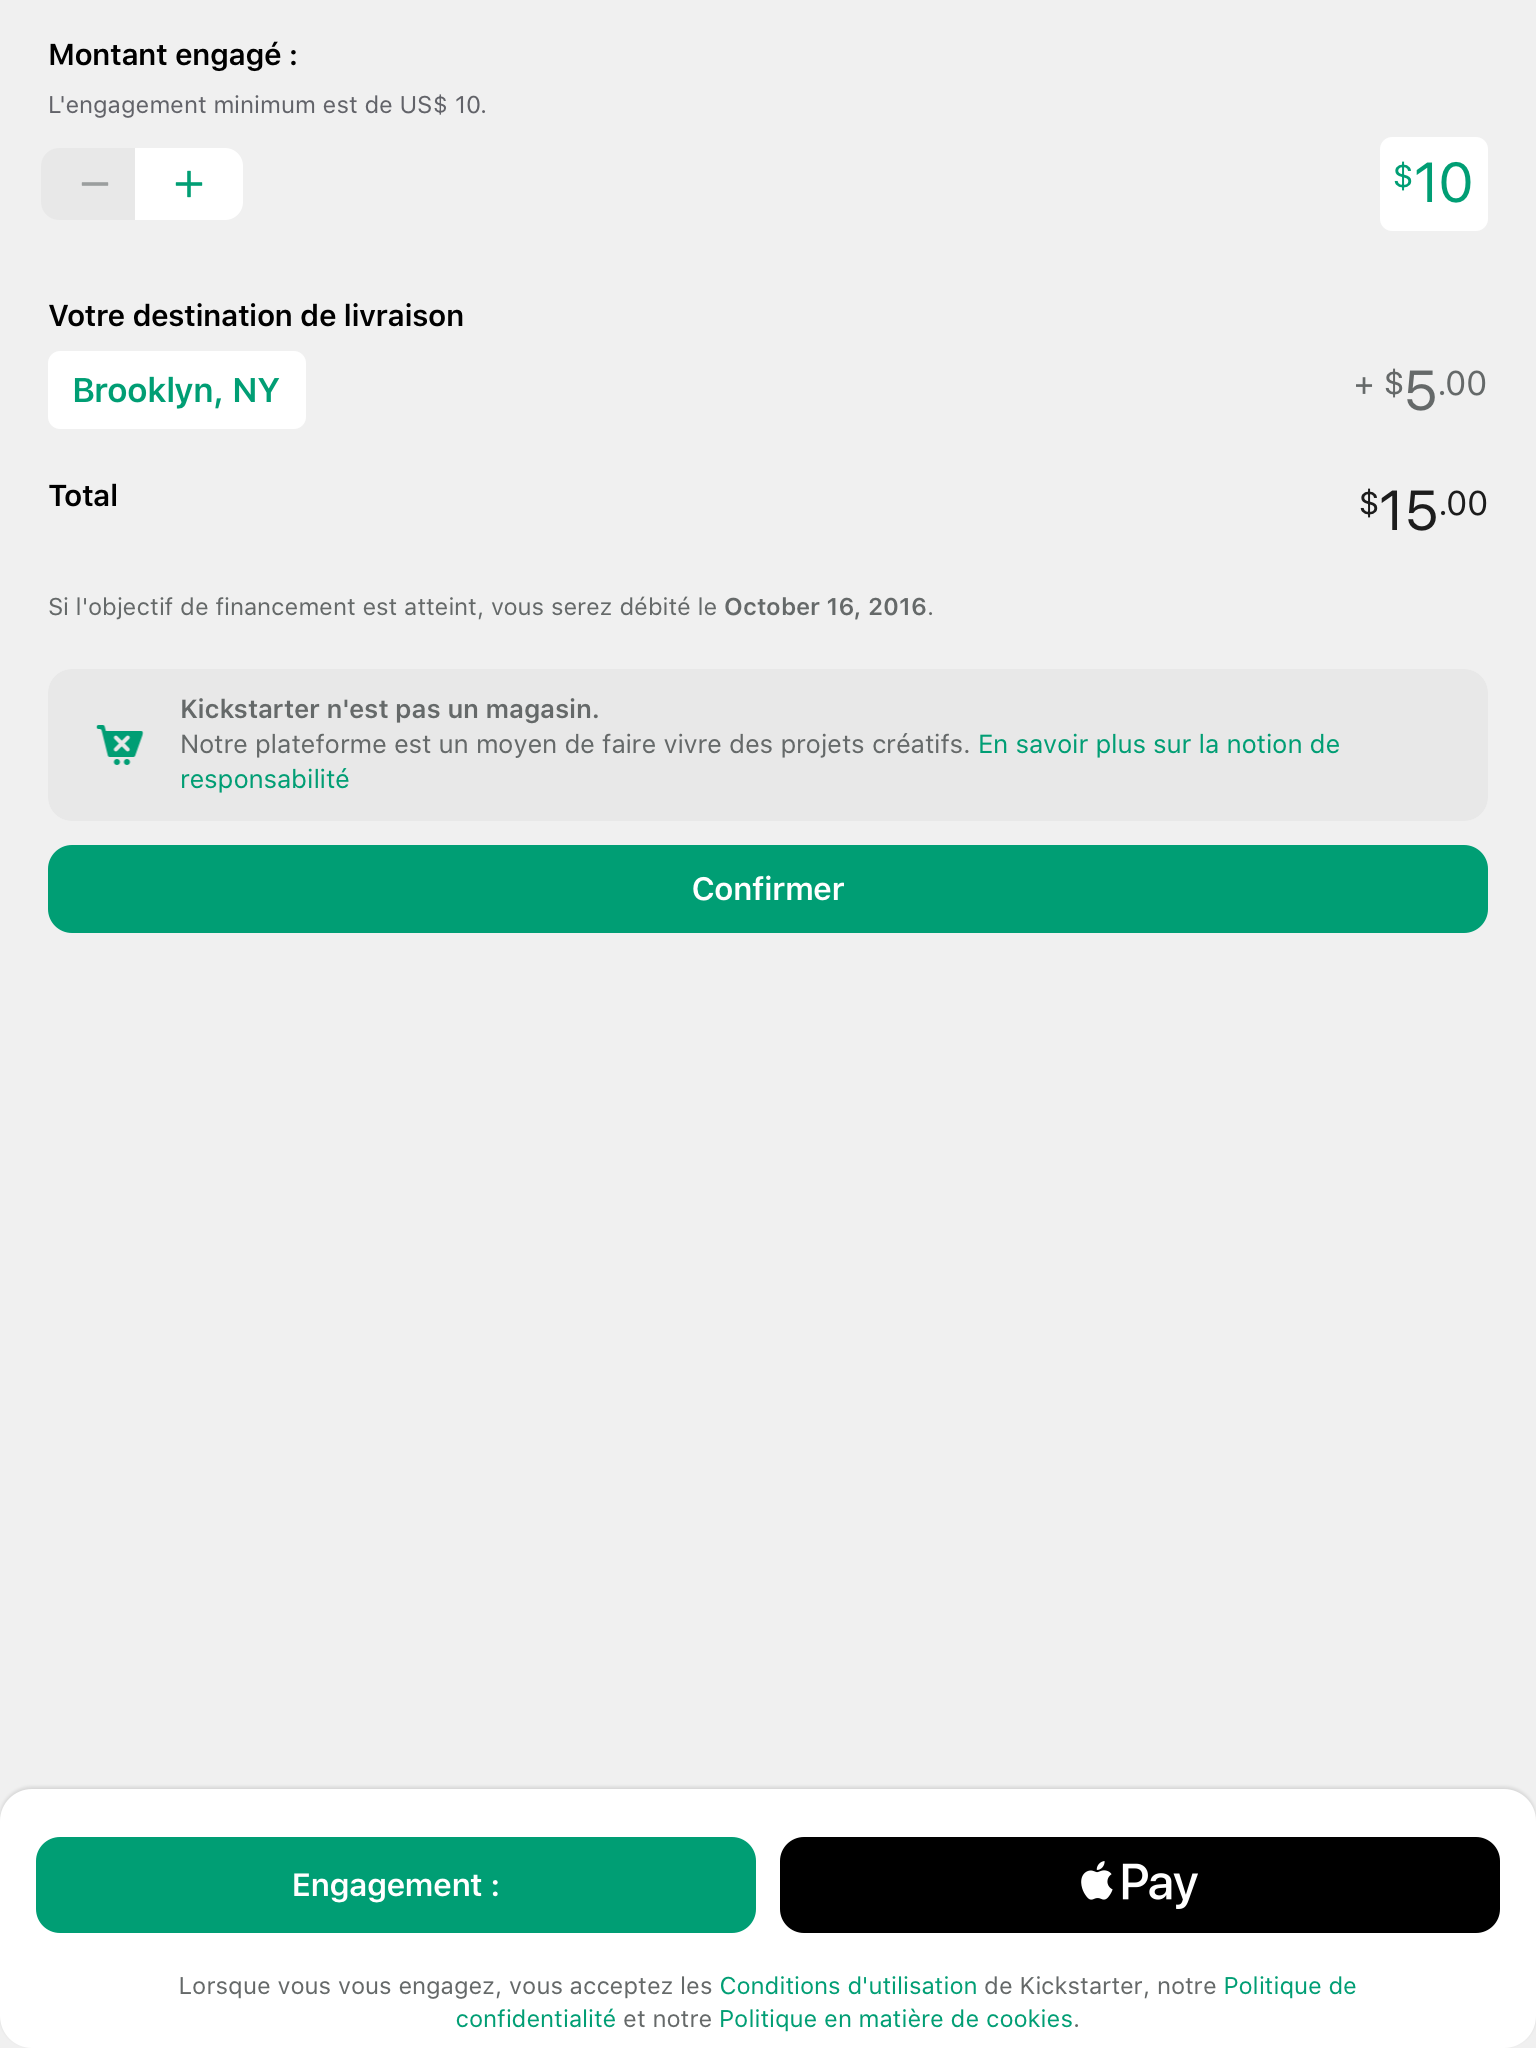 Montant engagé :
L'engagement minimum est de US$ 10.
− +
$10
Votre destination de livraison
Brooklyn, NY
+ $5.00
Total
$15.00
Si l'objectif de financement est atteint, vous serez débité le October 16, 2016.
Kickstarter n'est pas un magasin.
Notre plateforme est un moyen de faire vivre des projets créatifs. En savoir plus sur la notion de
responsabilité
Confirmer
Engagement :
Pay
Lorsque vous vous engagez, vous acceptez les Conditions d'utilisation de Kickstarter, notre Politique de
confidentialité et notre Politique en matière de cookies.